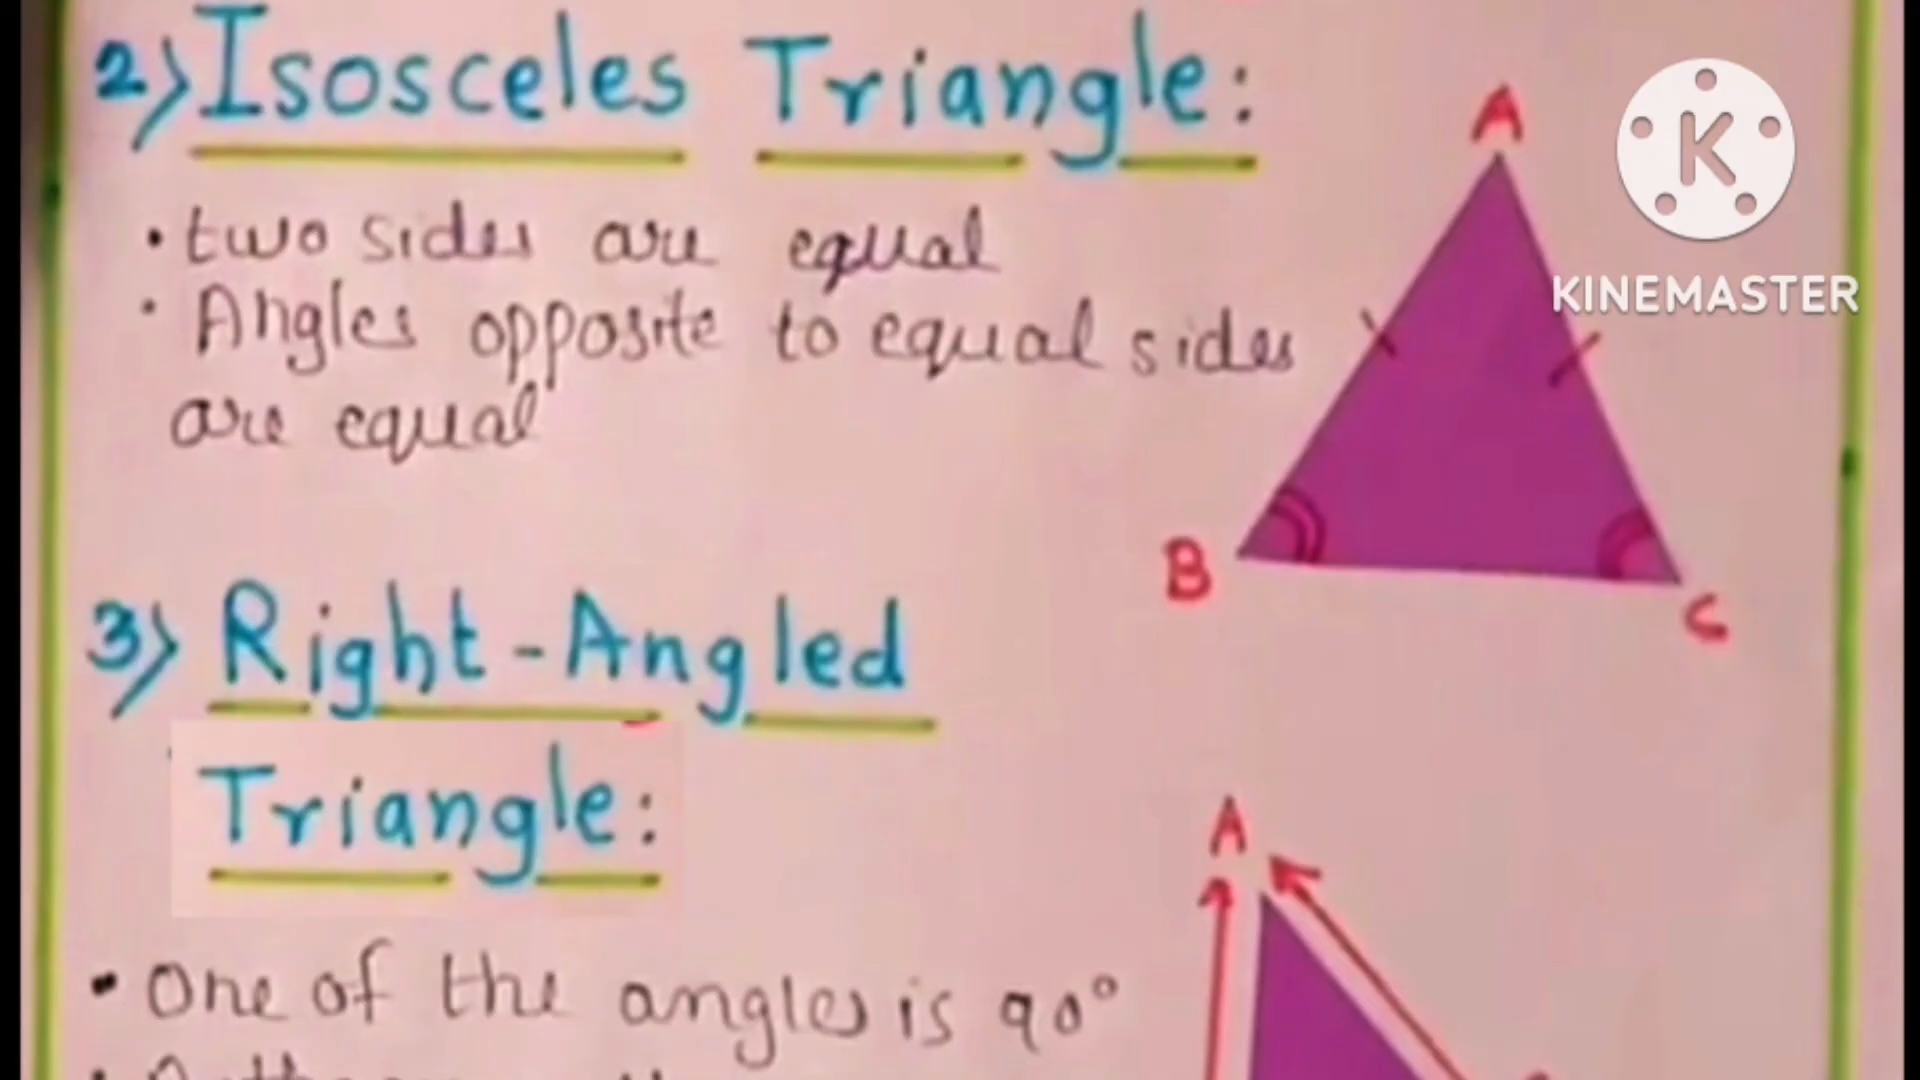 2) Isosceles Triangle:
• two sides are equal
• Angles opposite to equal sides
are equal
A
B
C
K
KINEMASTER
3) Right-Angled
Triangle:
• One of the angles is 90°
A